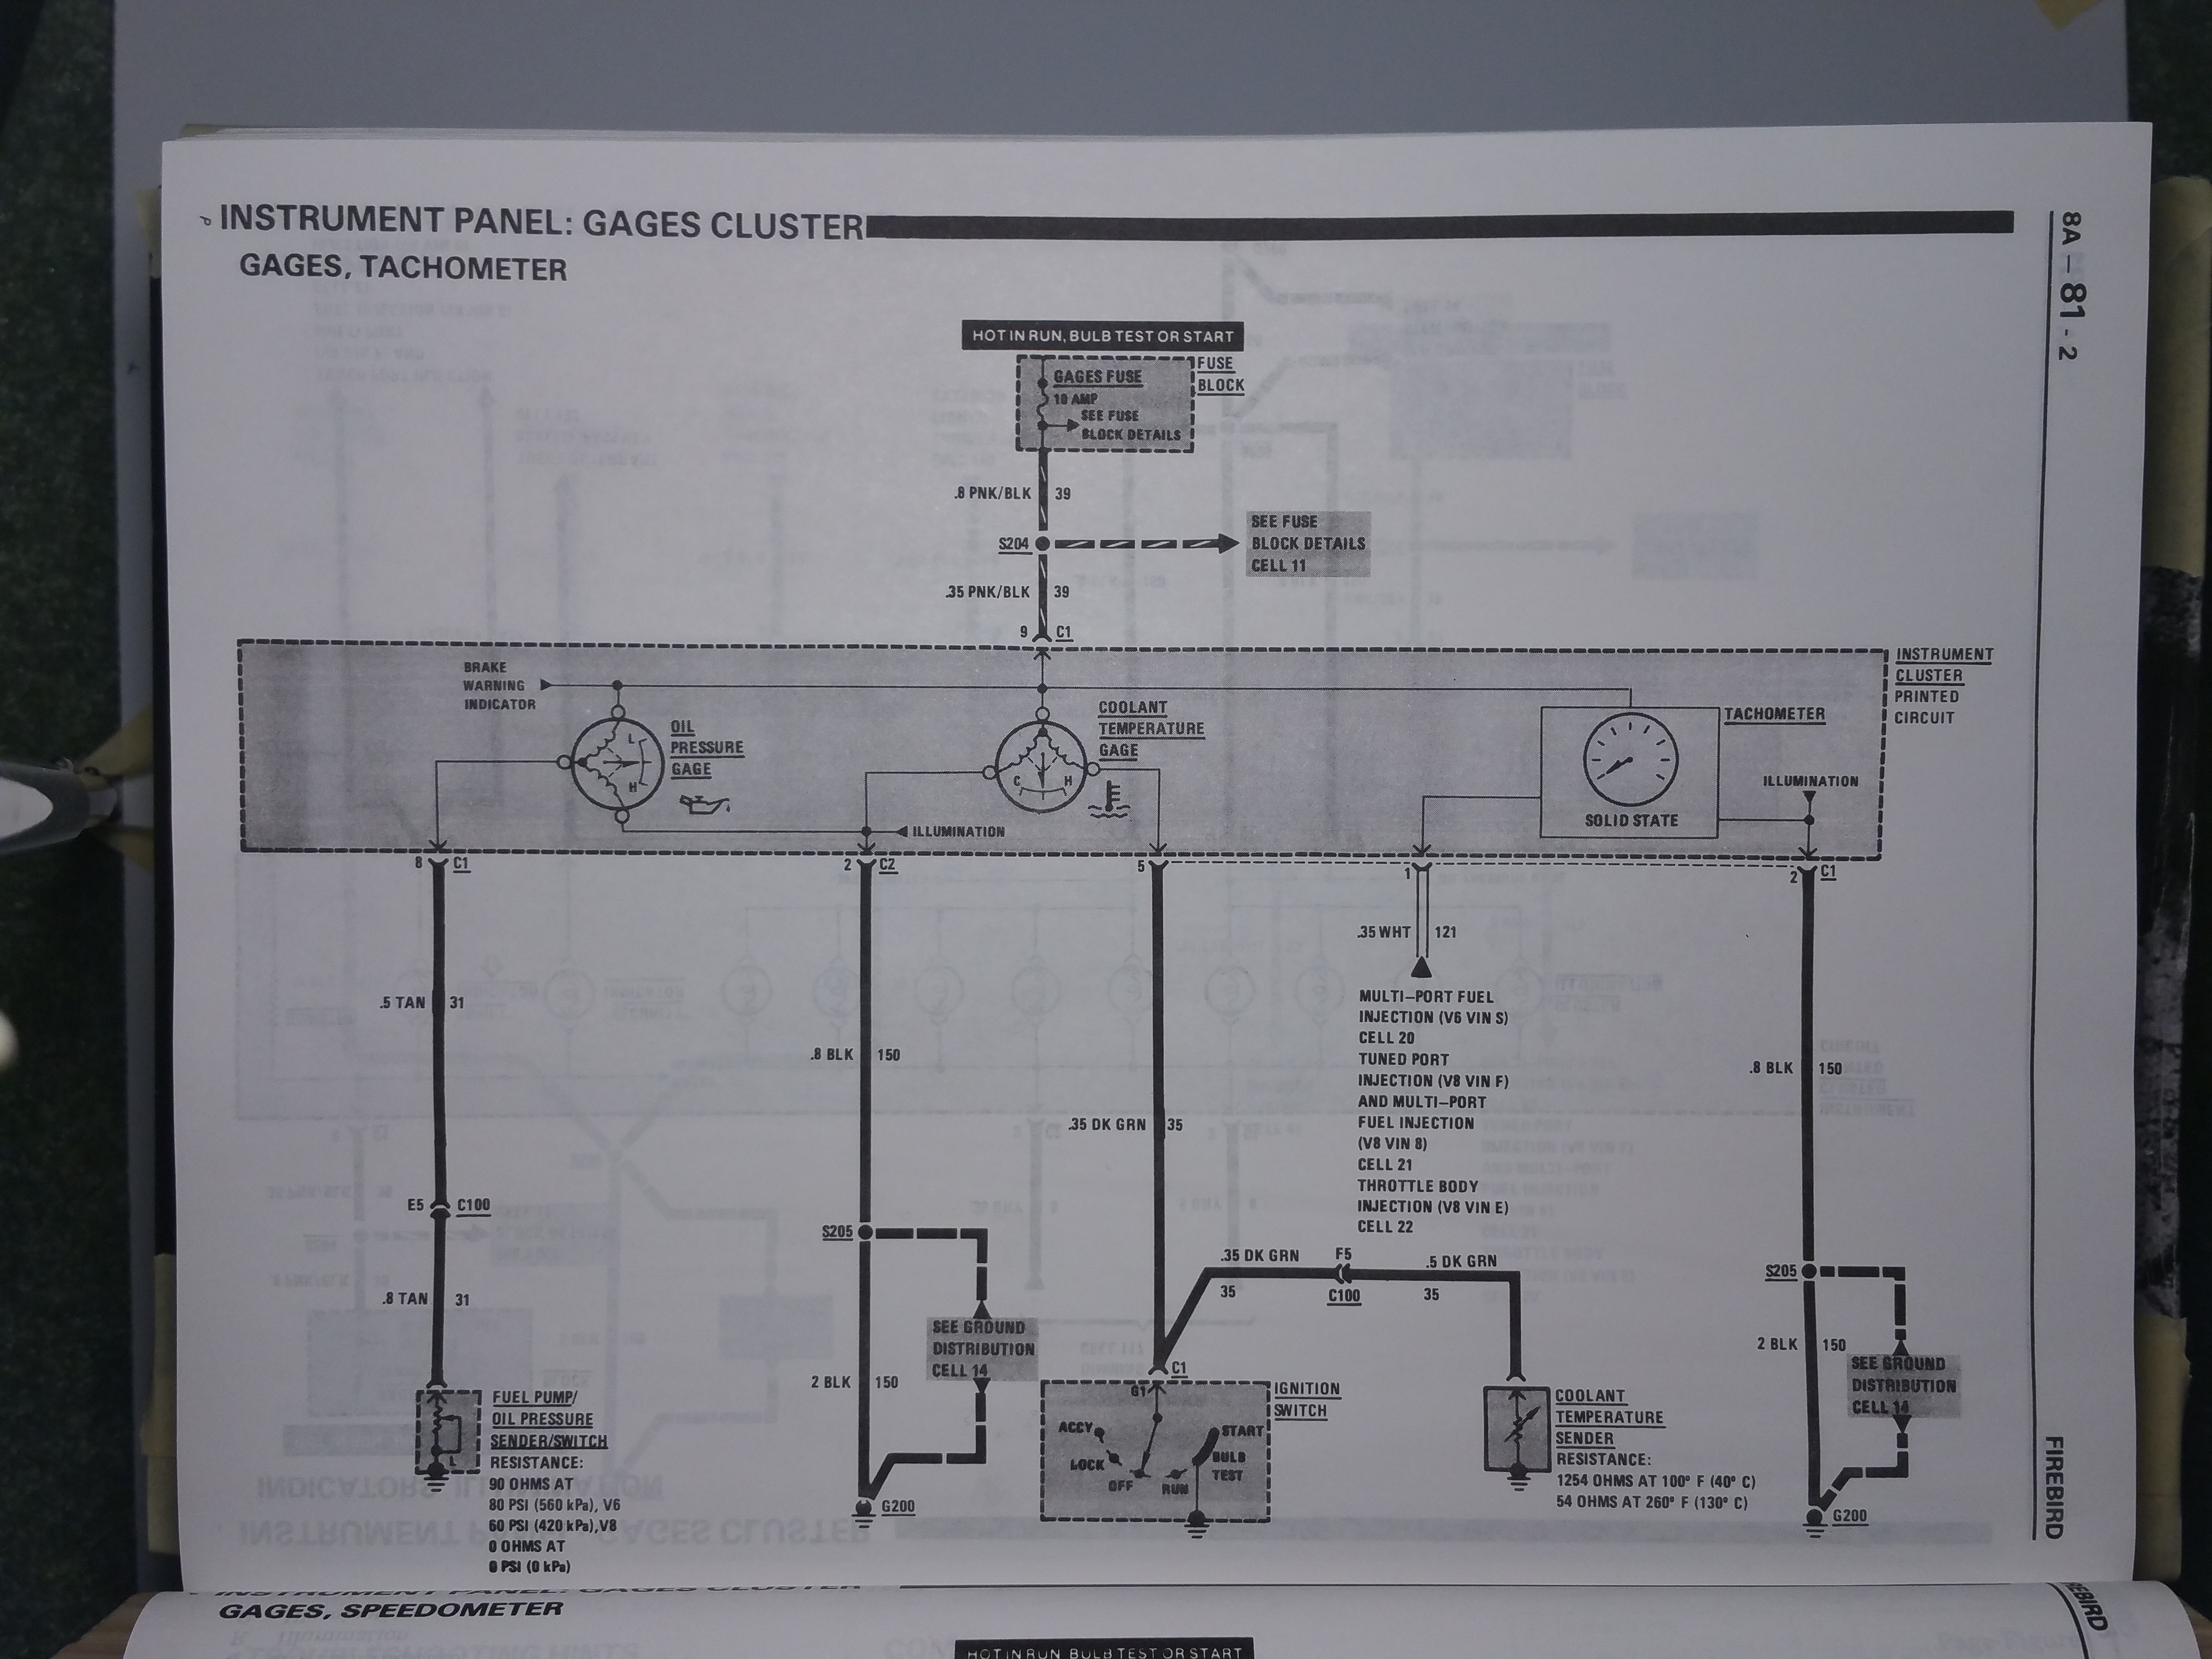 INSTRUMENT PANEL: GAGES CLUSTER
GAGES, TACHOMETER
8A - 81 - 2
HOT IN RUN, BULB TEST OR START
FUSE
BLOCK
GAGES FUSE
10 AMP
SEE FUSE
BLOCK DETAILS
.8 PNK/BLK 39
S204
SEE FUSE
BLOCK DETAILS
CELL 11
.35 PNK/BLK 39
9 C1
INSTRUMENT
CLUSTER
PRINTED
CIRCUIT
BRAKE
WARNING
INDICATOR
OIL
PRESSURE
GAGE
L
H
COOLANT
TEMPERATURE
GAGE
C H
TACHOMETER
ILLUMINATION
SOLID STATE
ILLUMINATION
8 C1
2 C2
5
1
2 C1
.35 WHT 121
.5 TAN 31
.8 BLK 150
.35 DK GRN 35
MULTI-PORT FUEL
INJECTION (V6 VIN S)
CELL 20
TUNED PORT
INJECTION (V8 VIN F)
AND MULTI-PORT
FUEL INJECTION
(V8 VIN 8)
CELL 21
THROTTLE BODY
INJECTION (V8 VIN E)
CELL 22
.8 BLK 150
E5 C100
S205
.35 DK GRN F5 .5 DK GRN
35 C100 35
S205
.8 TAN 31
SEE GROUND
DISTRIBUTION
CELL 14
2 BLK 150
2 BLK 150
SEE GROUND
DISTRIBUTION
CELL 14
FUEL PUMP/
OIL PRESSURE
SENDER/SWITCH
RESISTANCE:
90 OHMS AT
80 PSI (560 kPa), V6
60 PSI (420 kPa),V8
0 OHMS AT
0 PSI (0 kPa)
L
G200
C1
G1
IGNITION
SWITCH
ACCY
LOCK
OFF
RUN
BULB
TEST
START
COOLANT
TEMPERATURE
SENDER
RESISTANCE:
1254 OHMS AT 100° F (40° C)
54 OHMS AT 260° F (130° C)
G200
FIREBIRD
INSTRUMENT PANEL: GAGES CLUSTER
GAGES, SPEEDOMETER
HOT IN RUN BULB TEST OR START